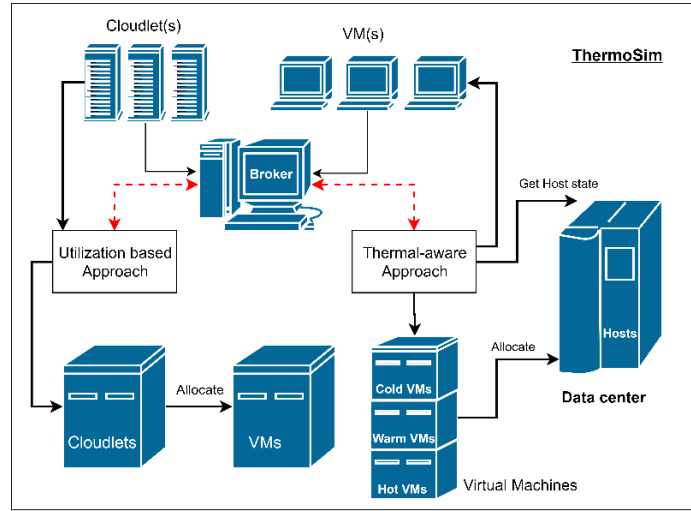 Cloudlet(s)
VM(s)
ThermoSim
Broker
Get Host state
Utilization based
Approach
Thermal-aware
Approach
Hosts
Cold VMs
Allocate
Allocate
Data center
Warm VMs
Cloudlets
VMs
Hot VMs
Virtual Machines